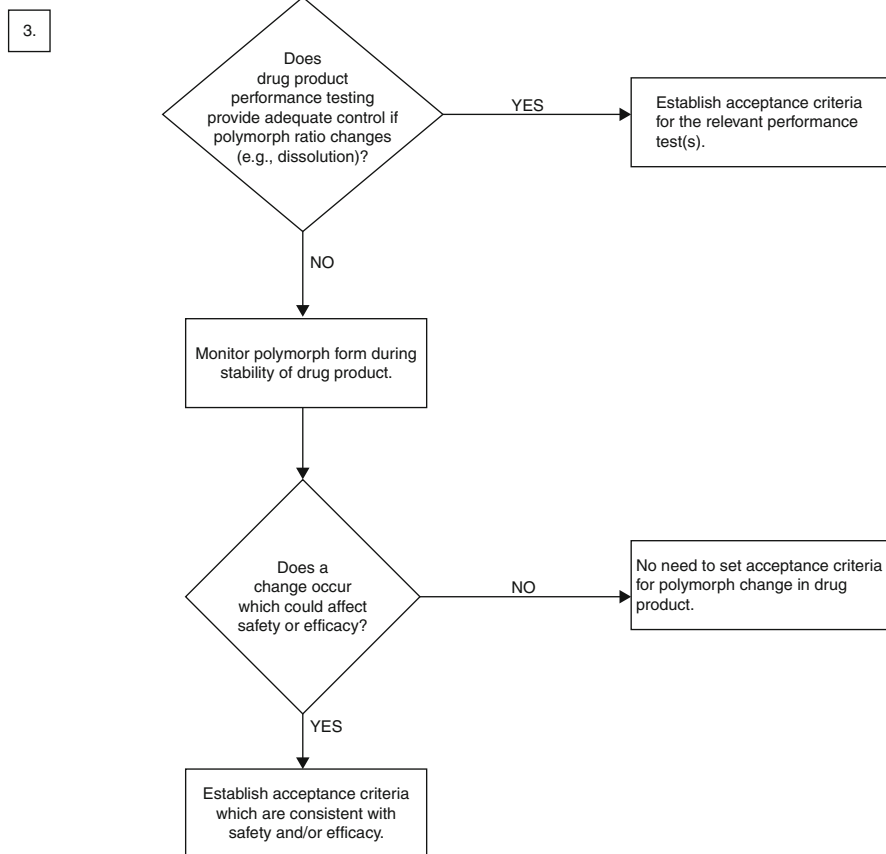 3.
Does
drug product
performance testing
provide adequate control if
polymorph ratio changes
(e.g., dissolution)?
YES
Establish acceptance criteria
for the relevant performance
test(s).
NO
Monitor polymorph form during
stability of drug product.
Does a
change occur
which could affect
safety or efficacy?
NO
No need to set acceptance criteria
for polymorph change in drug
product.
YES
Establish acceptance criteria
which are consistent with
safety and/or efficacy.